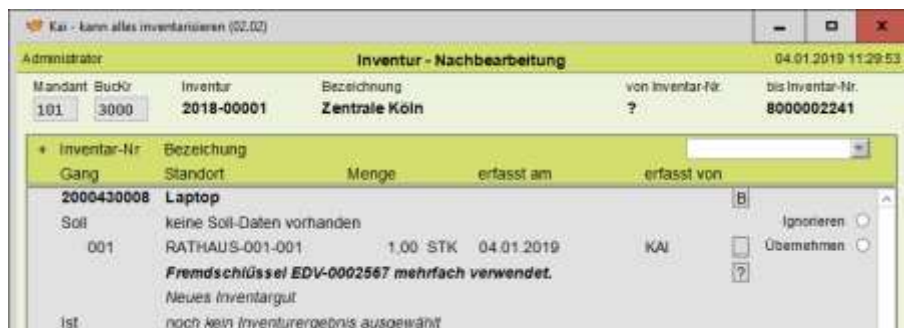 Kai - kann alles inventarisieren (02.02)
Administrator Inventur - Nachbearbeitung 04.01.2019 11:29:53
Mandant BucKr Inventur Bezeichnung von Inventar-Nr. bis Inventar-Nr.
101 3000 2018-00001 Zentrale Köln ? 8000002241
+ Inventar-Nr Bezeichung
Gang Standort Menge erfasst am erfasst von
2000430008 Laptop B
Soll keine Soll-Daten vorhanden Ignorieren
001 RATHAUS-001-001 1,00 STK 04.01.2019 KAI Übernehmen
Fremdschlüssel EDV-0002567 mehrfach verwendet. ?
Neues Inventargut
Ist noch kein Inventurergebnis ausgewählt